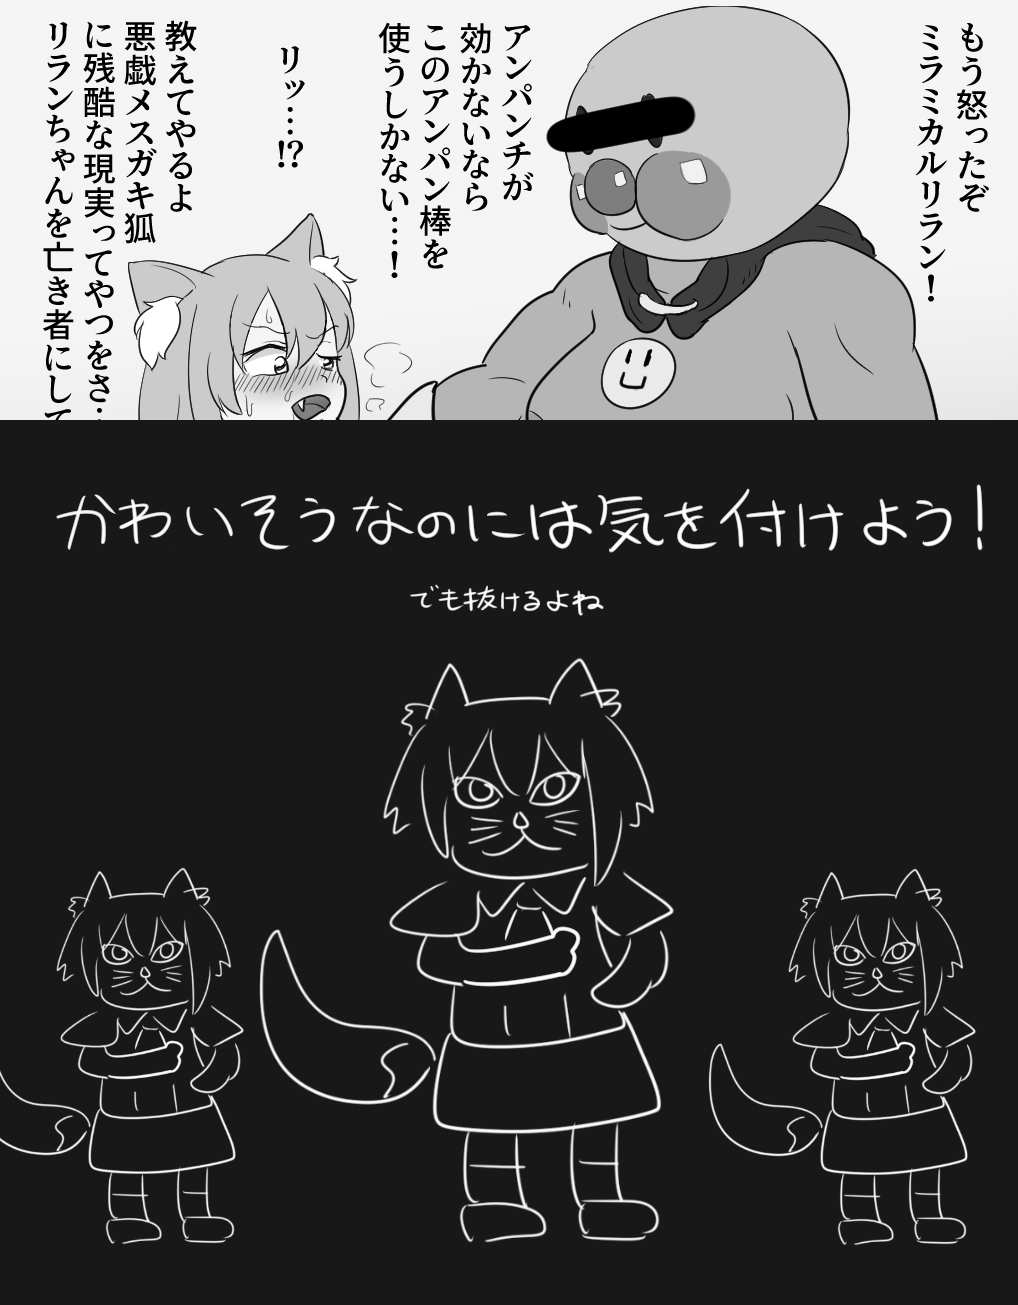 もう怒ったぞ
ミラミカルリラン！
アンパンチが
効かないなら
このアンパン棒を
使うしかない…！
リッ…!?
教えてやるよ
悪戯メスガキ狐
に残酷な現実ってやつをさ…
リランちゃんを亡き者にして
かわいそうなのには気を付けよう！
でも抜けるよね